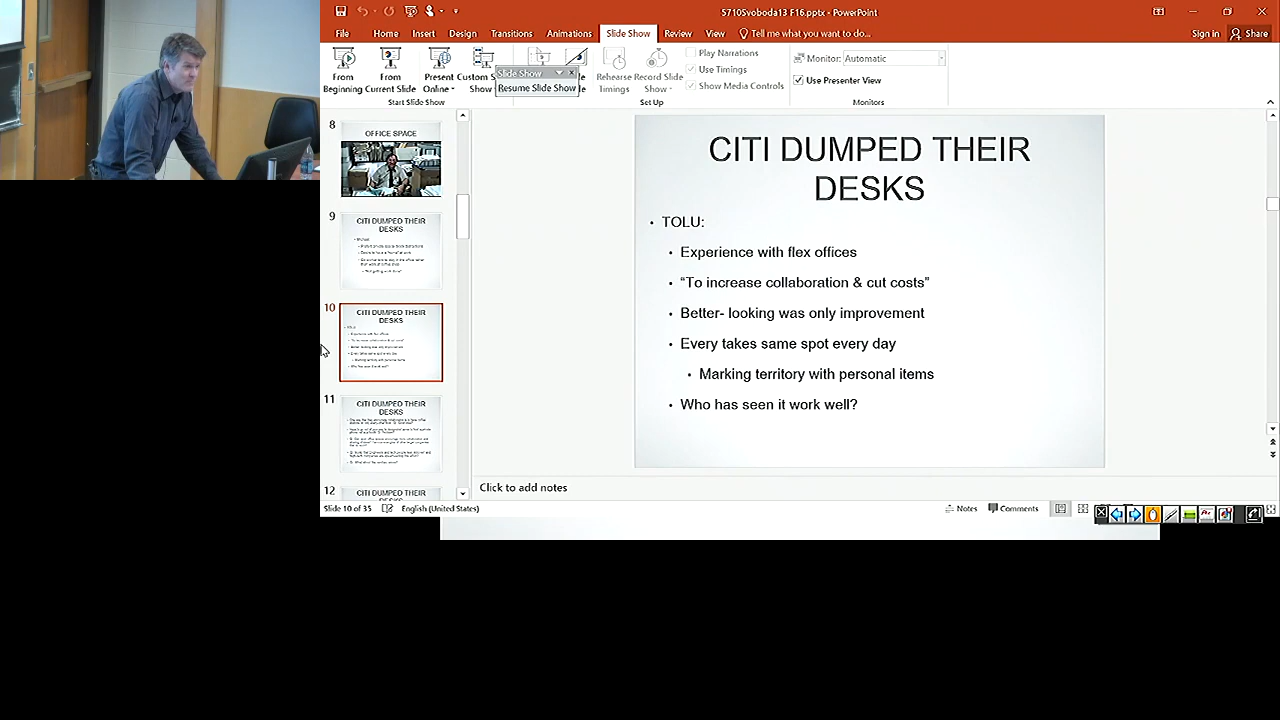 5710Svoboda13 F16.pptx - PowerPoint
File Home Insert Design Transitions Animations Slide Show Review View Tell me what you want to do... Sign in Share
From Beginning
From Current Slide
Present Online
Custom
Show
Start Slide Show
Slide Show
Resume Slide Show
Rehearse Timings
Record Slide Show
Play Narrations
Use Timings
Show Media Controls
Set Up
Monitor: Automatic
Use Presenter View
Monitors
8
OFFICE SPACE
9
CITI DUMPED THEIR
DESKS
10
CITI DUMPED THEIR
DESKS
11
CITI DUMPED THEIR
DESKS
12
CITI DUMPED THEIR
CITI DUMPED THEIR
DESKS
• TOLU:
• Experience with flex offices
• “To increase collaboration & cut costs”
• Better- looking was only improvement
• Every takes same spot every day
• Marking territory with personal items
• Who has seen it work well?
Click to add notes
Slide 10 of 35 English (United States) Notes Comments